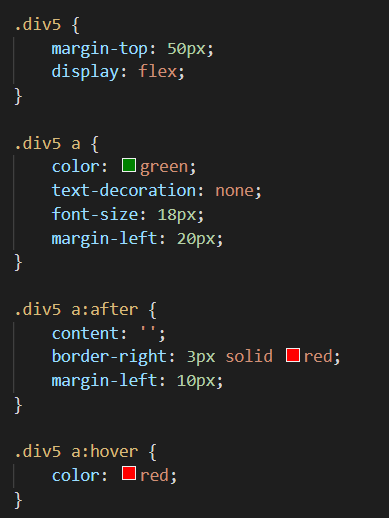 .div5 {
    margin-top: 50px;
    display: flex;
}

.div5 a {
    color: green;
    text-decoration: none;
    font-size: 18px;
    margin-left: 20px;
}

.div5 a:after {
    content: '';
    border-right: 3px solid red;
    margin-left: 10px;
}

.div5 a:hover {
    color: red;
}